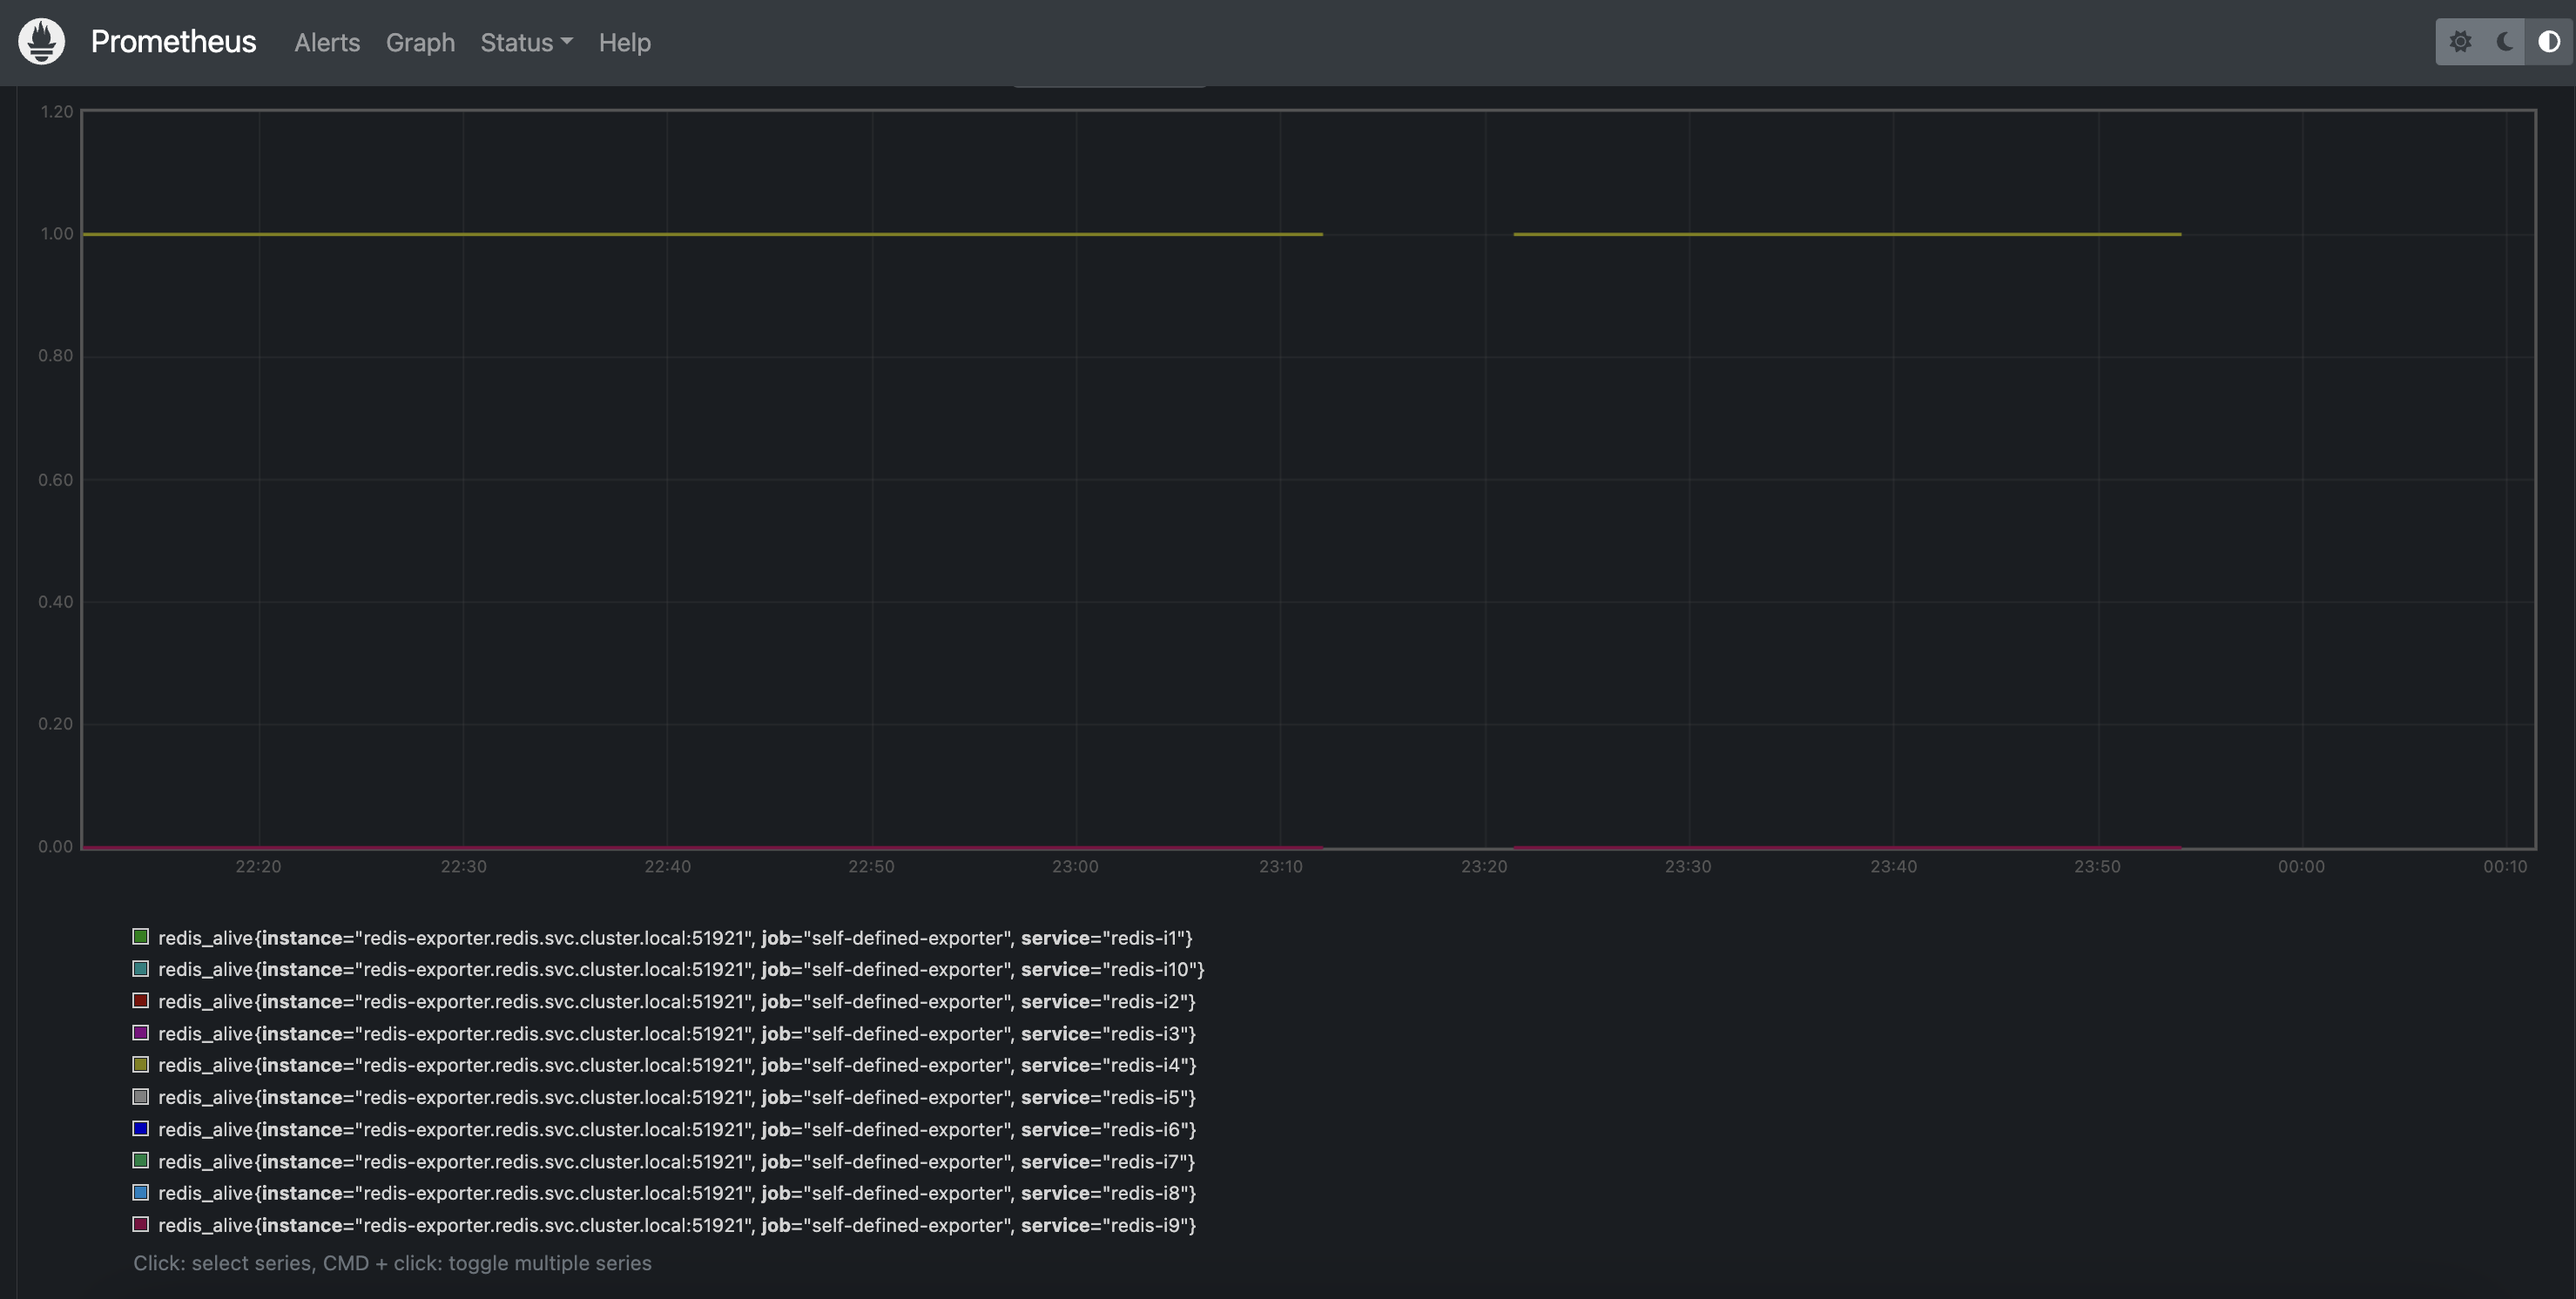 Prometheus Alerts Graph Status Help
1.20
1.00
0.80
0.60
0.40
0.20
0.00
22:20 22:30 22:40 22:50 23:00 23:10 23:20 23:30 23:40 23:50 00:00 00:10
redis_alive{instance="redis-exporter.redis.svc.cluster.local:51921", job="self-defined-exporter", service="redis-i1"}
redis_alive{instance="redis-exporter.redis.svc.cluster.local:51921", job="self-defined-exporter", service="redis-i10"}
redis_alive{instance="redis-exporter.redis.svc.cluster.local:51921", job="self-defined-exporter", service="redis-i2"}
redis_alive{instance="redis-exporter.redis.svc.cluster.local:51921", job="self-defined-exporter", service="redis-i3"}
redis_alive{instance="redis-exporter.redis.svc.cluster.local:51921", job="self-defined-exporter", service="redis-i4"}
redis_alive{instance="redis-exporter.redis.svc.cluster.local:51921", job="self-defined-exporter", service="redis-i5"}
redis_alive{instance="redis-exporter.redis.svc.cluster.local:51921", job="self-defined-exporter", service="redis-i6"}
redis_alive{instance="redis-exporter.redis.svc.cluster.local:51921", job="self-defined-exporter", service="redis-i7"}
redis_alive{instance="redis-exporter.redis.svc.cluster.local:51921", job="self-defined-exporter", service="redis-i8"}
redis_alive{instance="redis-exporter.redis.svc.cluster.local:51921", job="self-defined-exporter", service="redis-i9"}
Click: select series, CMD + click: toggle multiple series